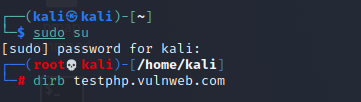 ┌──(kali㉿kali)-[~]
└─$ sudo su
[sudo] password for kali:
┌──(root💀kali)-[/home/kali]
└─# dirb testphp.vulnweb.com